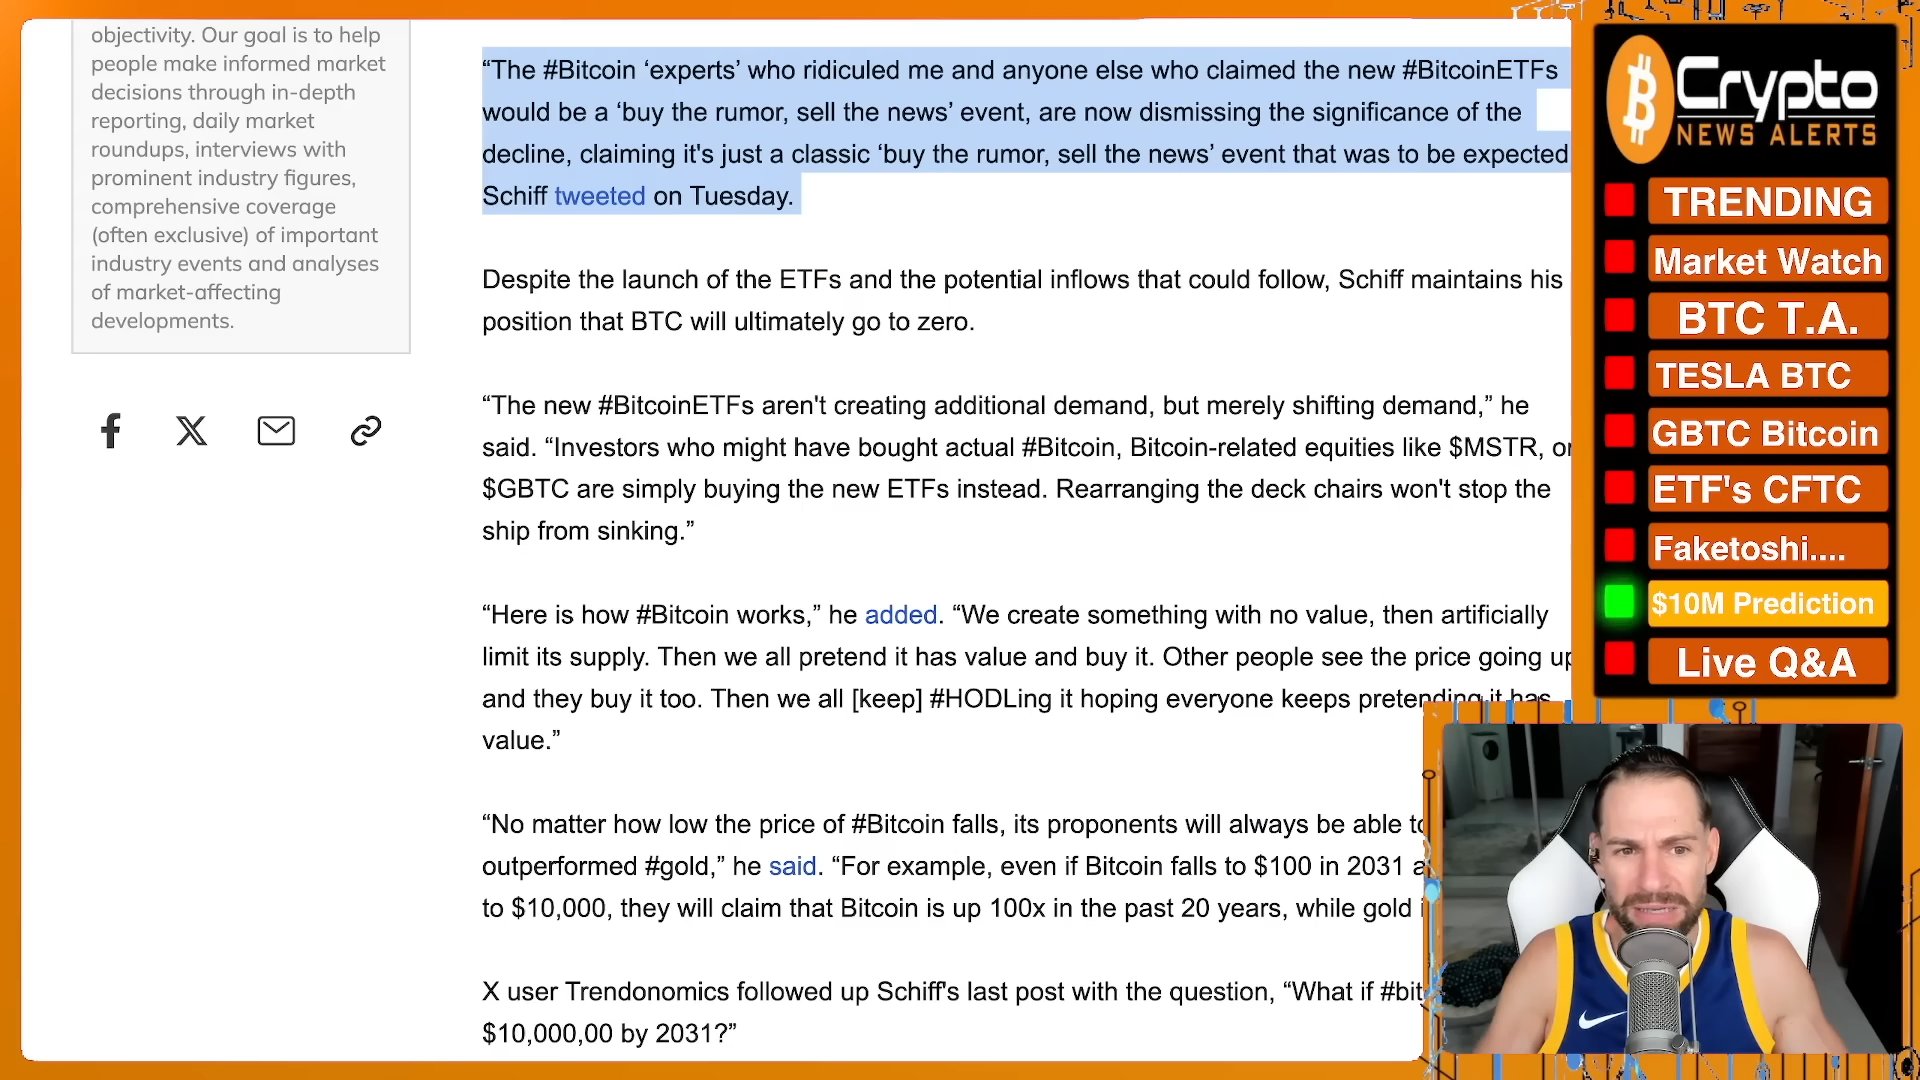 objectivity. Our goal is to help
people make informed market
decisions through in-depth
reporting, daily market
roundups, interviews with
prominent industry figures,
comprehensive coverage
(often exclusive) of important
industry events and analyses
of market-affecting
developments.
“The #Bitcoin ‘experts’ who ridiculed me and anyone else who claimed the new #BitcoinETFs
would be a ‘buy the rumor, sell the news’ event, are now dismissing the significance of the
decline, claiming it's just a classic ‘buy the rumor, sell the news’ event that was to be expected
Schiff tweeted on Tuesday.
Despite the launch of the ETFs and the potential inflows that could follow, Schiff maintains his
position that BTC will ultimately go to zero.
“The new #BitcoinETFs aren't creating additional demand, but merely shifting demand,” he
said. “Investors who might have bought actual #Bitcoin, Bitcoin-related equities like $MSTR, or
$GBTC are simply buying the new ETFs instead. Rearranging the deck chairs won't stop the
ship from sinking.”
“Here is how #Bitcoin works,” he added. “We create something with no value, then artificially
limit its supply. Then we all pretend it has value and buy it. Other people see the price going up
and they buy it too. Then we all [keep] #HODLing it hoping everyone keeps pretending it has
value.”
“No matter how low the price of #Bitcoin falls, its proponents will always be able to
outperformed #gold,” he said. “For example, even if Bitcoin falls to $100 in 2031
to $10,000, they will claim that Bitcoin is up 100x in the past 20 years, while gold
X user Trendonomics followed up Schiff's last post with the question, “What if #bit
$10,000,00 by 2031?”
Crypto
NEWS ALERTS
TRENDING
Market Watch
BTC T.A.
TESLA BTC
GBTC Bitcoin
ETF's CFTC
Faketoshi....
$10M Prediction
Live Q&A